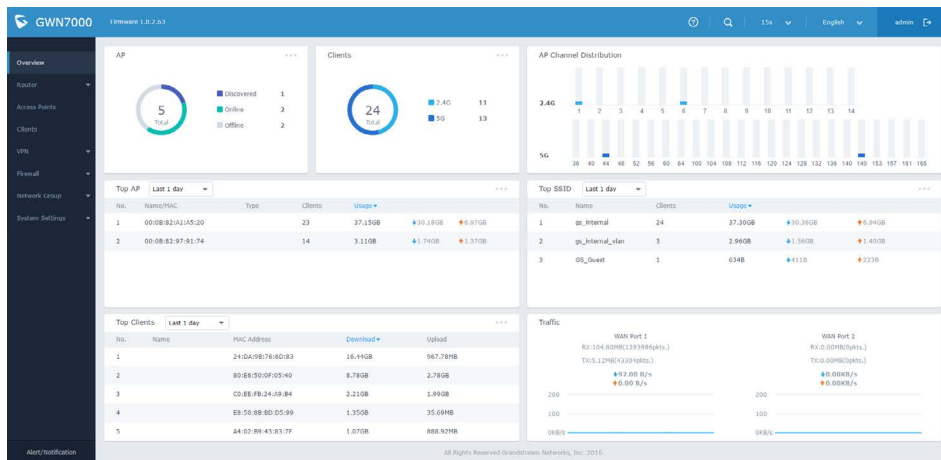 GWN7000 Firmware 1.0.2.63 15s English admin
Overview
Router
Access Points
Clients
VPN
Firewall
Network Group
System Settings
Alert/Notification
AP
5
Total
Discovered 1
Online 2
Offline 2
Clients
24
Total
2.4G 11
5G 13
AP Channel Distribution
2.4G
1 2 3 4 5 6 7 8 9 10 11 12 13 14
5G
36 40 44 48 52 56 60 64 100 104 108 112 116 120 124 128 132 136 140 149 153 157 161 165
Top AP Last 1 day
No. Name/MAC Type Clients Usage
1 00:0B:82:A1:A5:20 23 37.15GB 30.18GB 6.97GB
2 00:0B:82:97:91:74 14 3.11GB 1.74GB 1.37GB
Top SSID Last 1 day
No. Name Clients Usage
1 gs_internal 24 37.30GB 30.36GB 6.94GB
2 gs_internal_vlan 3 2.96GB 1.56GB 1.40GB
3 GS_Guest 1 634B 411B 223B
Top Clients Last 1 day
No. Name MAC Address Download Upload
1 24:DA:9B:76:6D:83 16.44GB 967.78MB
2 80:E6:50:0F:05:40 8.78GB 2.78GB
3 C0:EE:FB:24:A9:B4 2.21GB 1.99GB
4 E8:50:8B:BD:D5:99 1.35GB 35.69MB
5 A4:02:B9:43:83:7F 1.07GB 888.92MB
Traffic
WAN Port 1
RX:104.60MB(1293986pkts.)
TX:5.12MB(43304pkts.)
92.00 B/s
0.00 B/s
200
100
0KB/s
WAN Port 2
RX:0.00MB(0pkts.)
TX:0.00MB(0pkts.)
0.00KB/s
0.00KB/s
200
100
0KB/s
All Rights Reserved Grandstream Networks, Inc. 2016